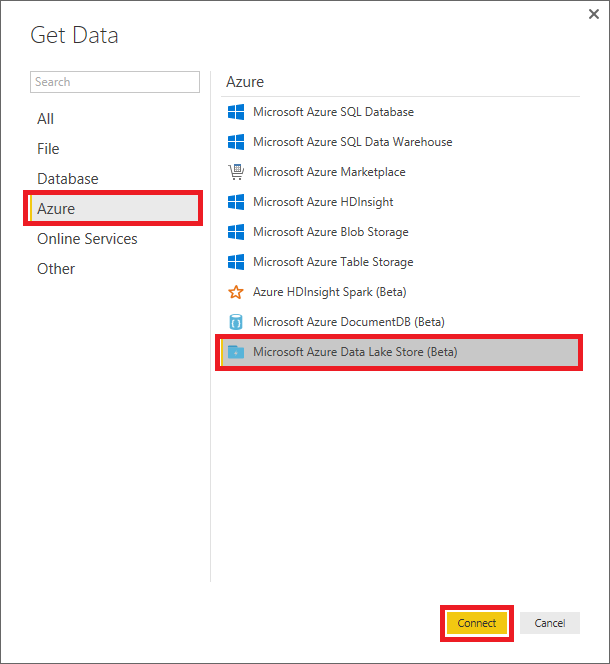 Get Data
Search
All
File
Database
Azure
Online Services
Other
Azure
Microsoft Azure SQL Database
Microsoft Azure SQL Data Warehouse
Microsoft Azure Marketplace
Microsoft Azure HDInsight
Microsoft Azure Blob Storage
Microsoft Azure Table Storage
Azure HDInsight Spark (Beta)
Microsoft Azure DocumentDB (Beta)
Microsoft Azure Data Lake Store (Beta)
Connect
Cancel